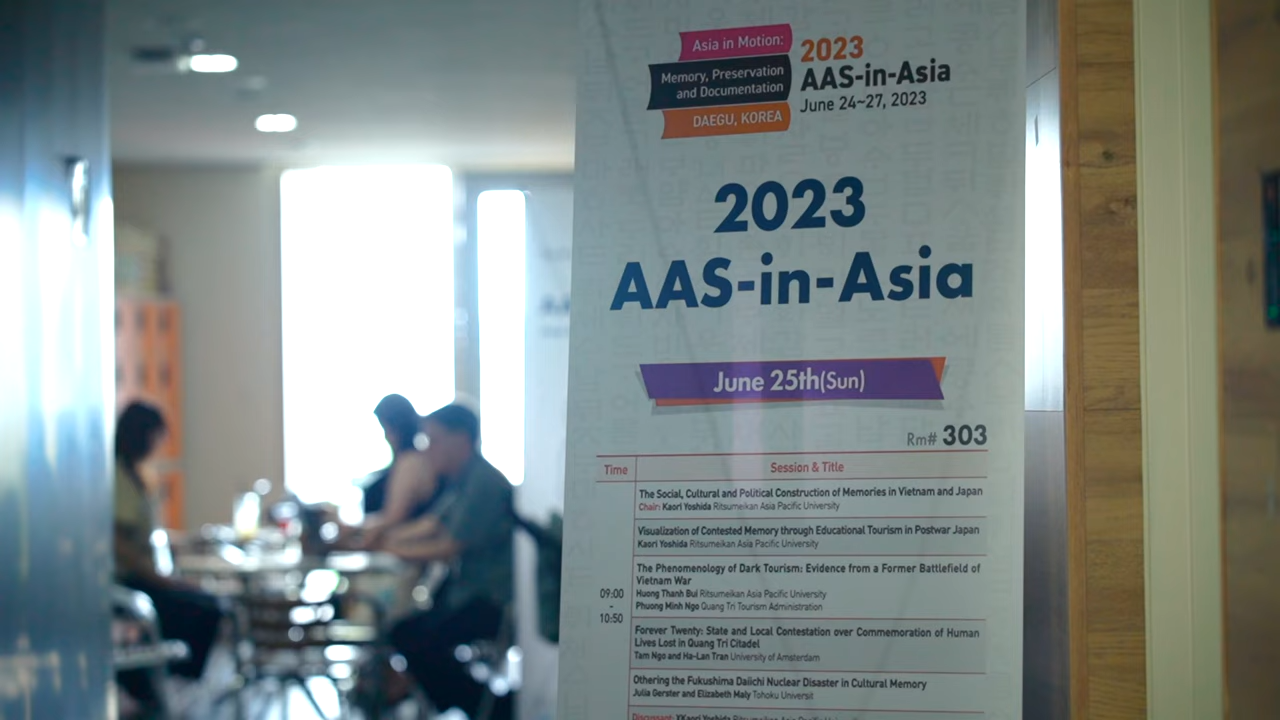 Asia in Motion:
Memory, Preservation
and Documentation
DAEGU, KOREA
2023
AAS-in-Asia
June 24~27, 2023
2023
AAS-in-Asia
June 25th(Sun)
Rm# 303
Time
Session & Title
09:00
-
10:50
The Social, Cultural and Political Construction of Memories in Vietnam and Japan
Chair: Kaori Yoshida Ritsumeikan Asia Pacific University
Visualization of Contested Memory through Educational Tourism in Postwar Japan
Kaori Yoshida Ritsumeikan Asia Pacific University
The Phenomenology of Dark Tourism: Evidence from a Former Battlefield of
Vietnam War
Huong Thanh Bui Ritsumeikan Asia Pacific University
Phuong Minh Ngo Quang Tri Tourism Administration
Forever Twenty: State and Local Contestation over Commemoration of Human
Lives Lost in Quang Tri Citadel
Tam Ngo and Ha-Lan Tran University of Amsterdam
Othering the Fukushima Daiichi Nuclear Disaster in Cultural Memory
Julia Gerster and Elizabeth Maly Tohoku Universit
Discussant: